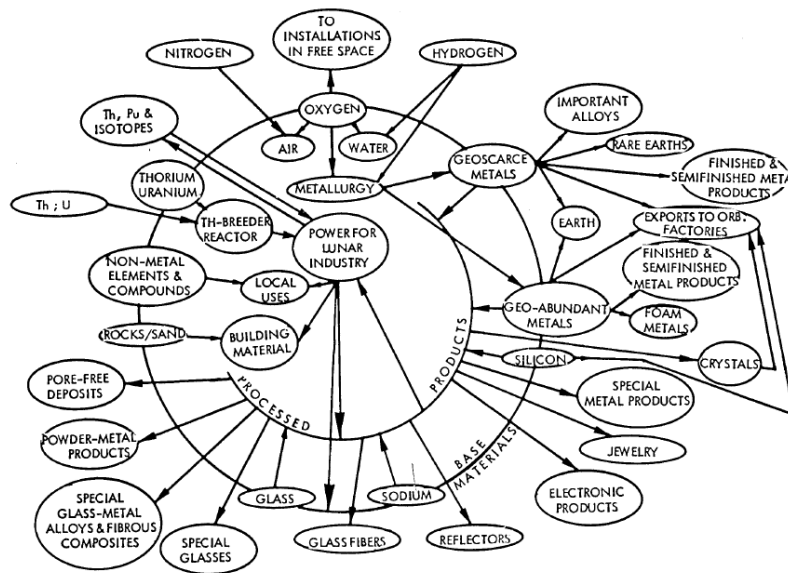 TO
INSTALLATIONS
IN FREE SPACE
NITROGEN
HYDROGEN
Th, Pu &
ISOTOPES
OXYGEN
IMPORTANT
ALLOYS
AIR
WATER
GEOSCARCE
METALS
RARE EARTHS
THORIUM
URANIUM
METALLURGY
FINISHED &
SEMIFINISHED METAL
PRODUCTS
Th ; U
TH-BREEDER
REACTOR
POWER FOR
LUNAR
INDUSTRY
EARTH
EXPORTS TO ORB.
FACTORIES
NON-METAL
ELEMENTS &
COMPOUNDS
LOCAL
USES
FINISHED &
SEMIFINISHED
METAL PRODUCTS
GEO-ABUNDANT
METALS
FOAM
METALS
ROCKS/SAND
BUILDING
MATERIAL
PRODUCTS
SILICON
CRYSTALS
PORE-FREE
DEPOSITS
PROCESSED
SPECIAL
METAL PRODUCTS
POWDER-METAL
PRODUCTS
BASE
MATERIALS
JEWELRY
SPECIAL
GLASS-METAL
ALLOYS & FIBROUS
COMPOSITES
GLASS
SODIUM
ELECTRONIC
PRODUCTS
SPECIAL
GLASSES
GLASS FIBERS
REFLECTORS